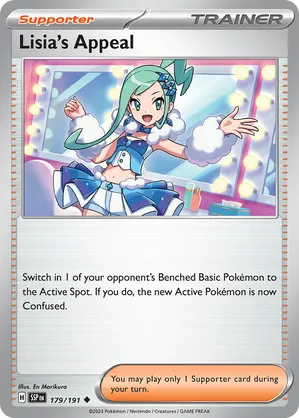 Supporter
TRAINER
Lisia's Appeal
Switch in 1 of your opponent's Benched Basic Pokémon to
the Active Spot. If you do, the new Active Pokémon is now
Confused.
Illus. En Morikura
You may play only 1 Supporter card during
your turn.
H SSP EN 179/191
©2024 Pokémon / Nintendo / Creatures / GAME FREAK